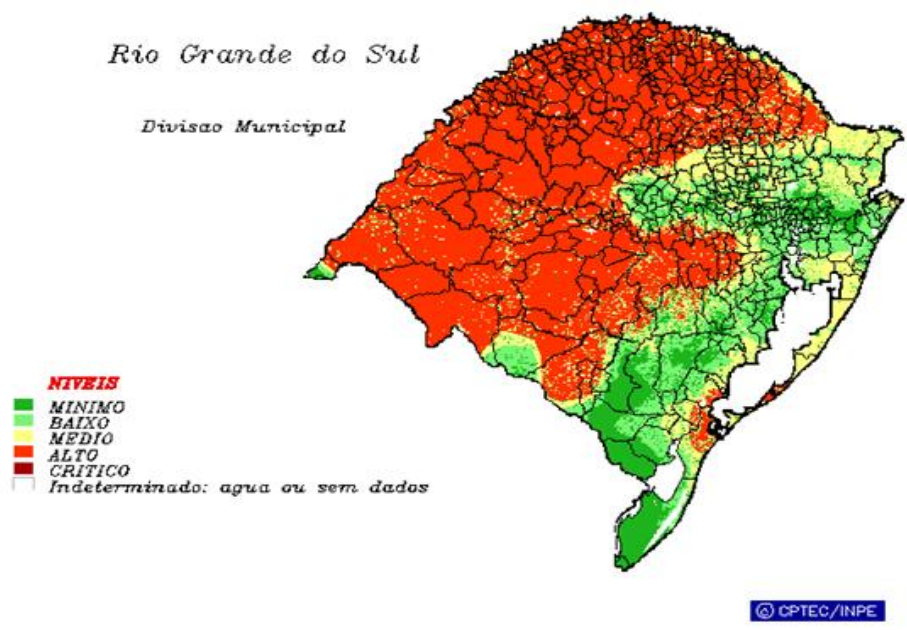 Rio Grande do Sul
Divisao Municipal
NIVEIS
MINIMO
BAIXO
MEDIO
ALTO
CRITICO
Indeterminado: agua ou sem dados
© CPTEC/INPE